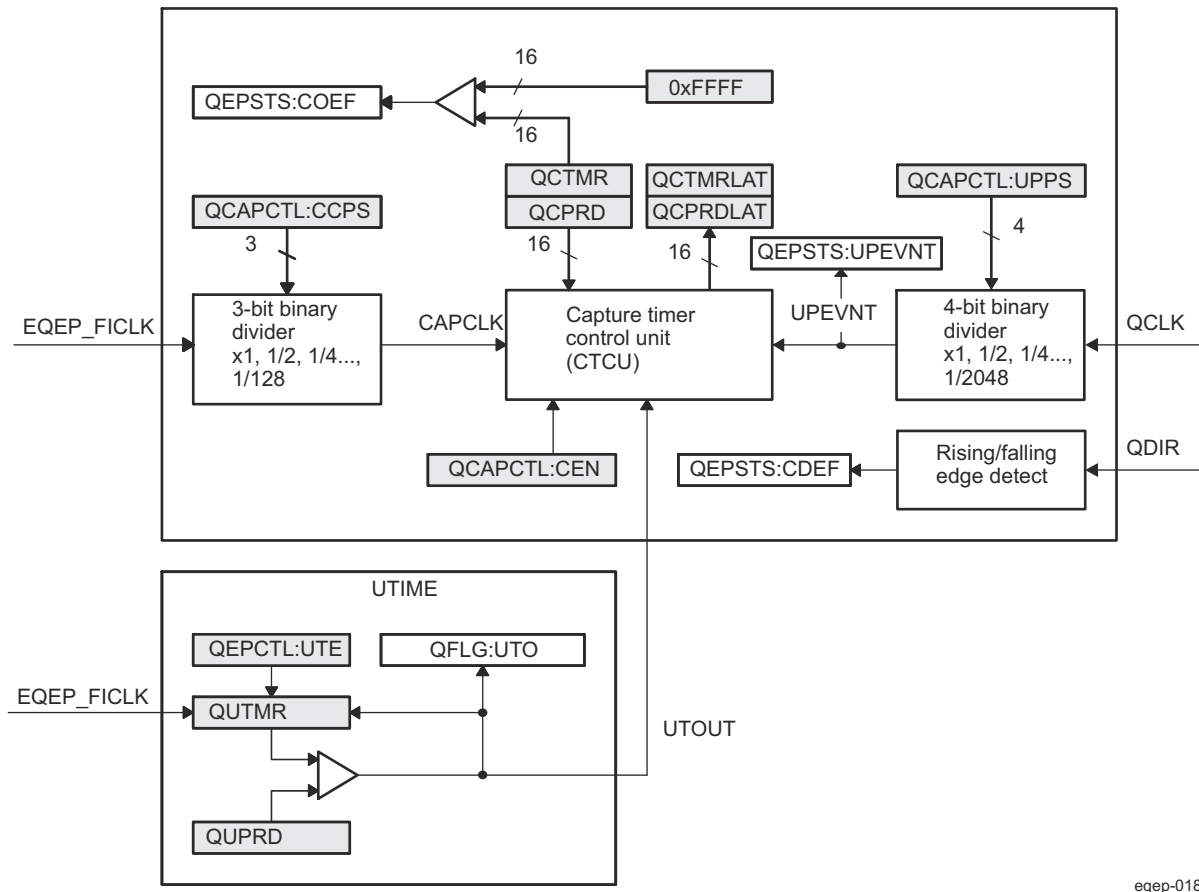 16
QEPSTS:COEF
0xFFFF
16
QCTMR
QCTMRLAT
QCAPCTL:UPPS
QCAPCTL:CCPS
QCPRD
QCPRDLAT
3
16
16
4
QEPSTS:UPEVNT
EQEP_FICLK
3-bit binary
divider
x1, 1/2, 1/4...,
1/128
CAPCLK
Capture timer
control unit
(CTCU)
UPEVNT
4-bit binary
divider
x1, 1/2, 1/4...,
1/2048
QCLK
QCAPCTL:CEN
QEPSTS:CDEF
Rising/falling
edge detect
QDIR
UTIME
QEPCTL:UTE
QFLG:UTO
EQEP_FICLK
QUTMR
UTOUT
QUPRD
eqep-018